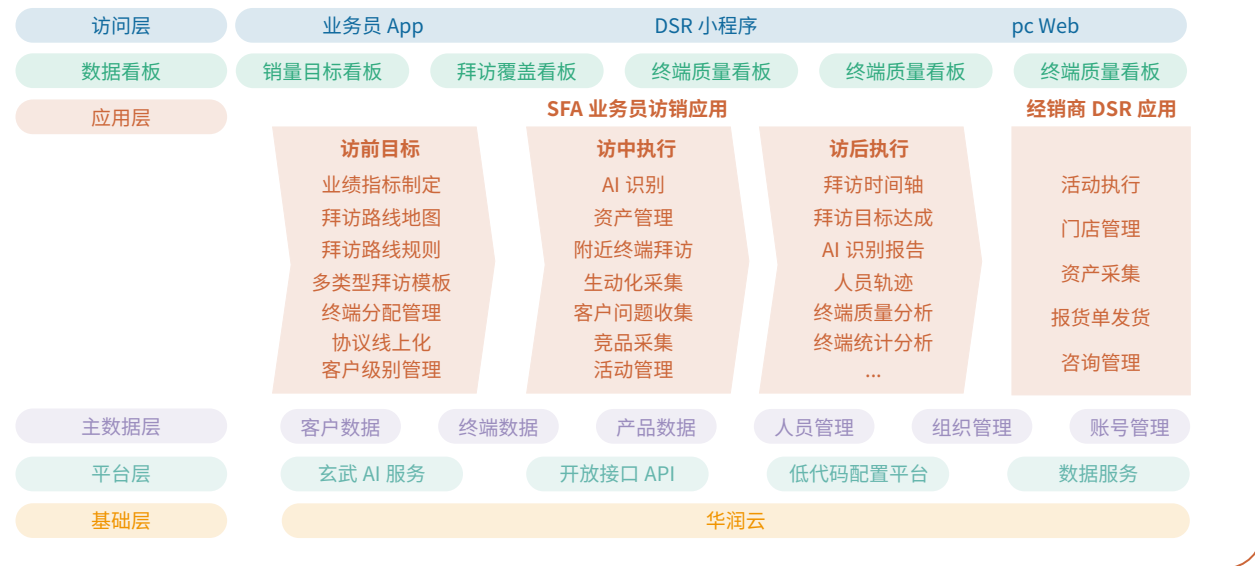 访问层
业务员 App
DSR 小程序
pc Web
数据看板
销量目标看板
拜访覆盖看板
终端质量看板
终端质量看板
终端质量看板
应用层
SFA 业务员访销应用
经销商 DSR 应用
访前目标
业绩指标制定
拜访路线地图
拜访路线规则
多类型拜访模板
终端分配管理
协议线上化
客户级别管理
访中执行
AI 识别
资产管理
附近终端拜访
生动化采集
客户问题收集
竞品采集
活动管理
访后执行
拜访时间轴
拜访目标达成
AI 识别报告
人员轨迹
终端质量分析
终端统计分析
...
活动执行
门店管理
资产采集
报货单发货
咨询管理
主数据层
客户数据
终端数据
产品数据
人员管理
组织管理
账号管理
平台层
玄武 AI 服务
开放接口 API
低代码配置平台
数据服务
基础层
华润云